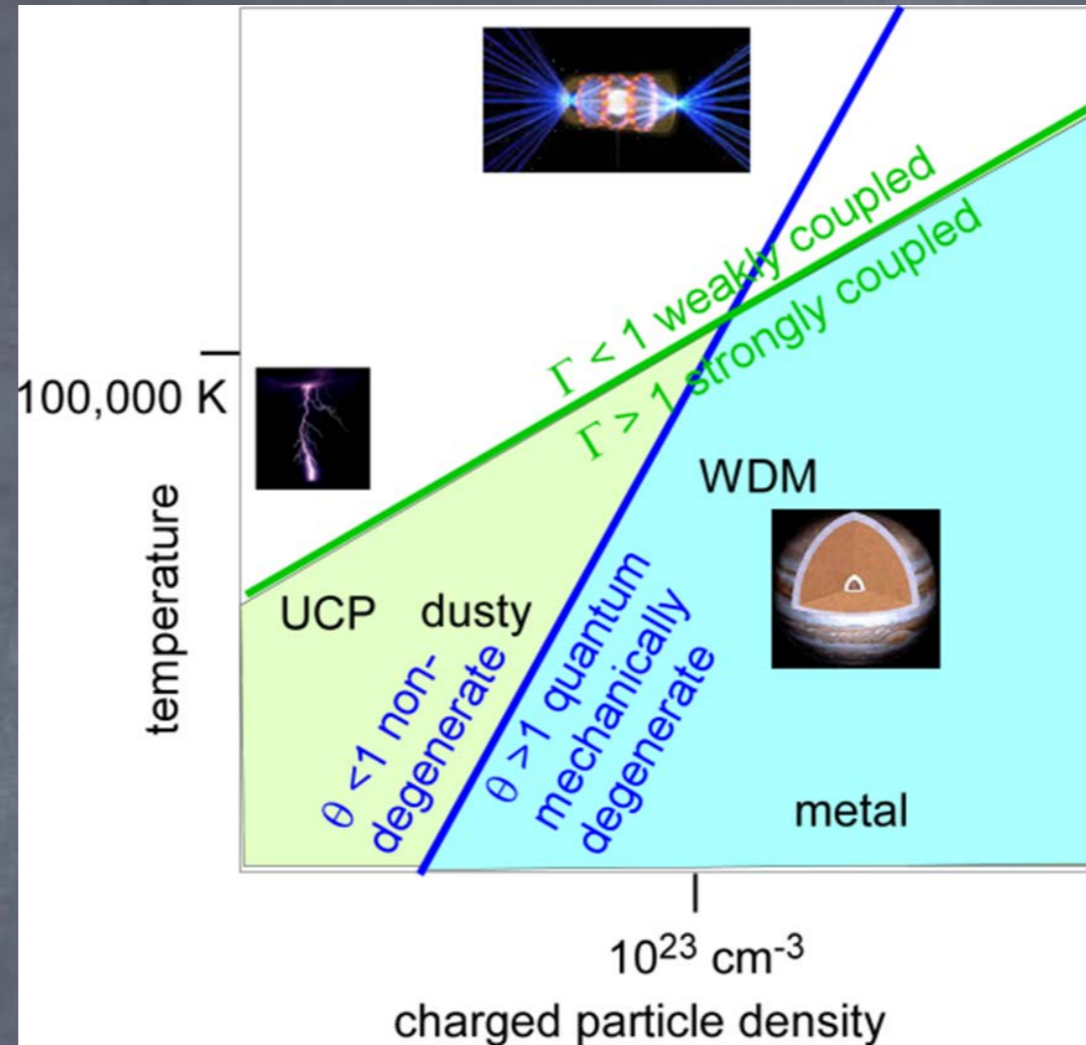 Γ < 1 weakly coupled
Γ > 1 strongly coupled
100,000 K
temperature
WDM
UCP dusty
θ <1 non-
degenerate
θ >1 quantum
mechanically
degenerate
metal
10²³ cm⁻³
charged particle density